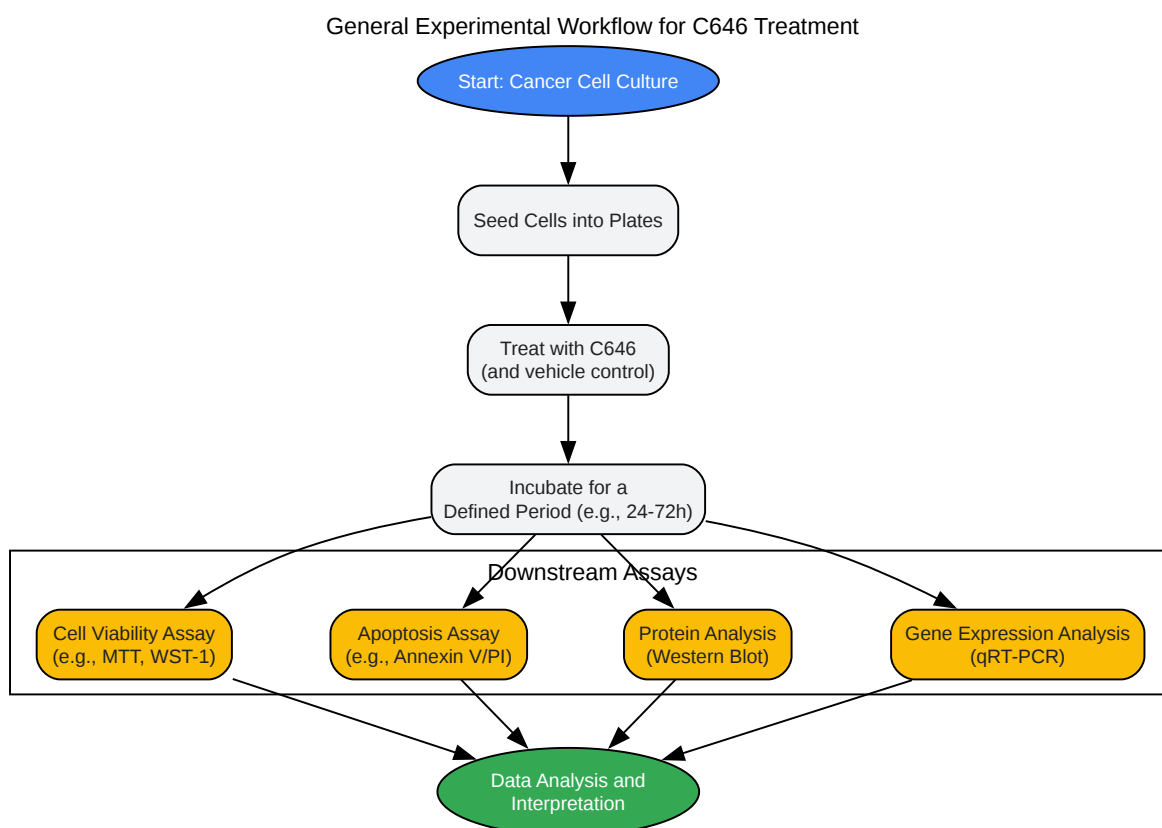 General Experimental Workflow for C646 Treatment
Start: Cancer Cell Culture
Seed Cells into Plates
Treat with C646
(and vehicle control)
Incubate for a
Defined Period (e.g., 24-72h)
Downstream Assays
Cell Viability Assay
(e.g., MTT, WST-1)
Apoptosis Assay
(e.g., Annexin V/PI)
Protein Analysis
(Western Blot)
Gene Expression Analysis
(qRT-PCR)
Data Analysis and
Interpretation